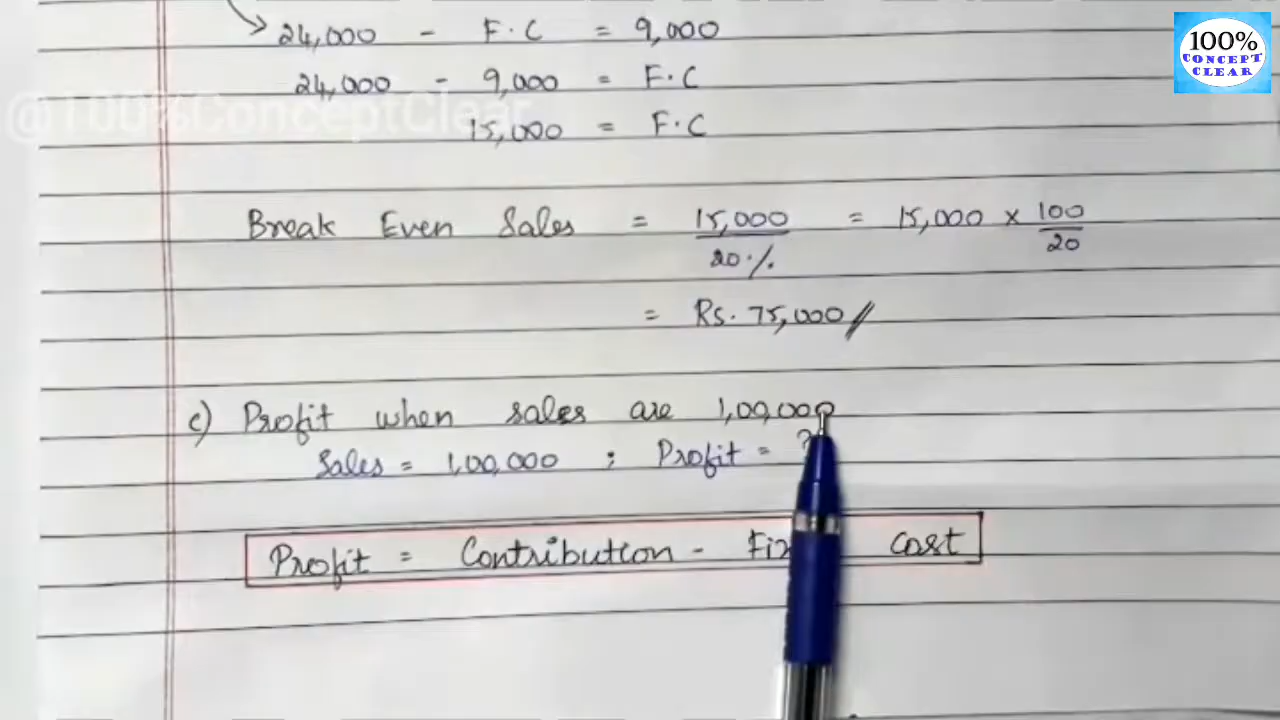 24,000 - F.C = 9,000
24,000 - 9,000 = F.C
15,000 = F.C
Break Even Sales = 15,000 / 20% = 15,000 × 100 / 20
= Rs. 75,000 //
c) Profit when sales are 1,00,000
Sales = 1,00,000 ; Profit = ?
Profit = Contribution - cost
100%
CONCEPT
CLEAR
@100%ConceptClear